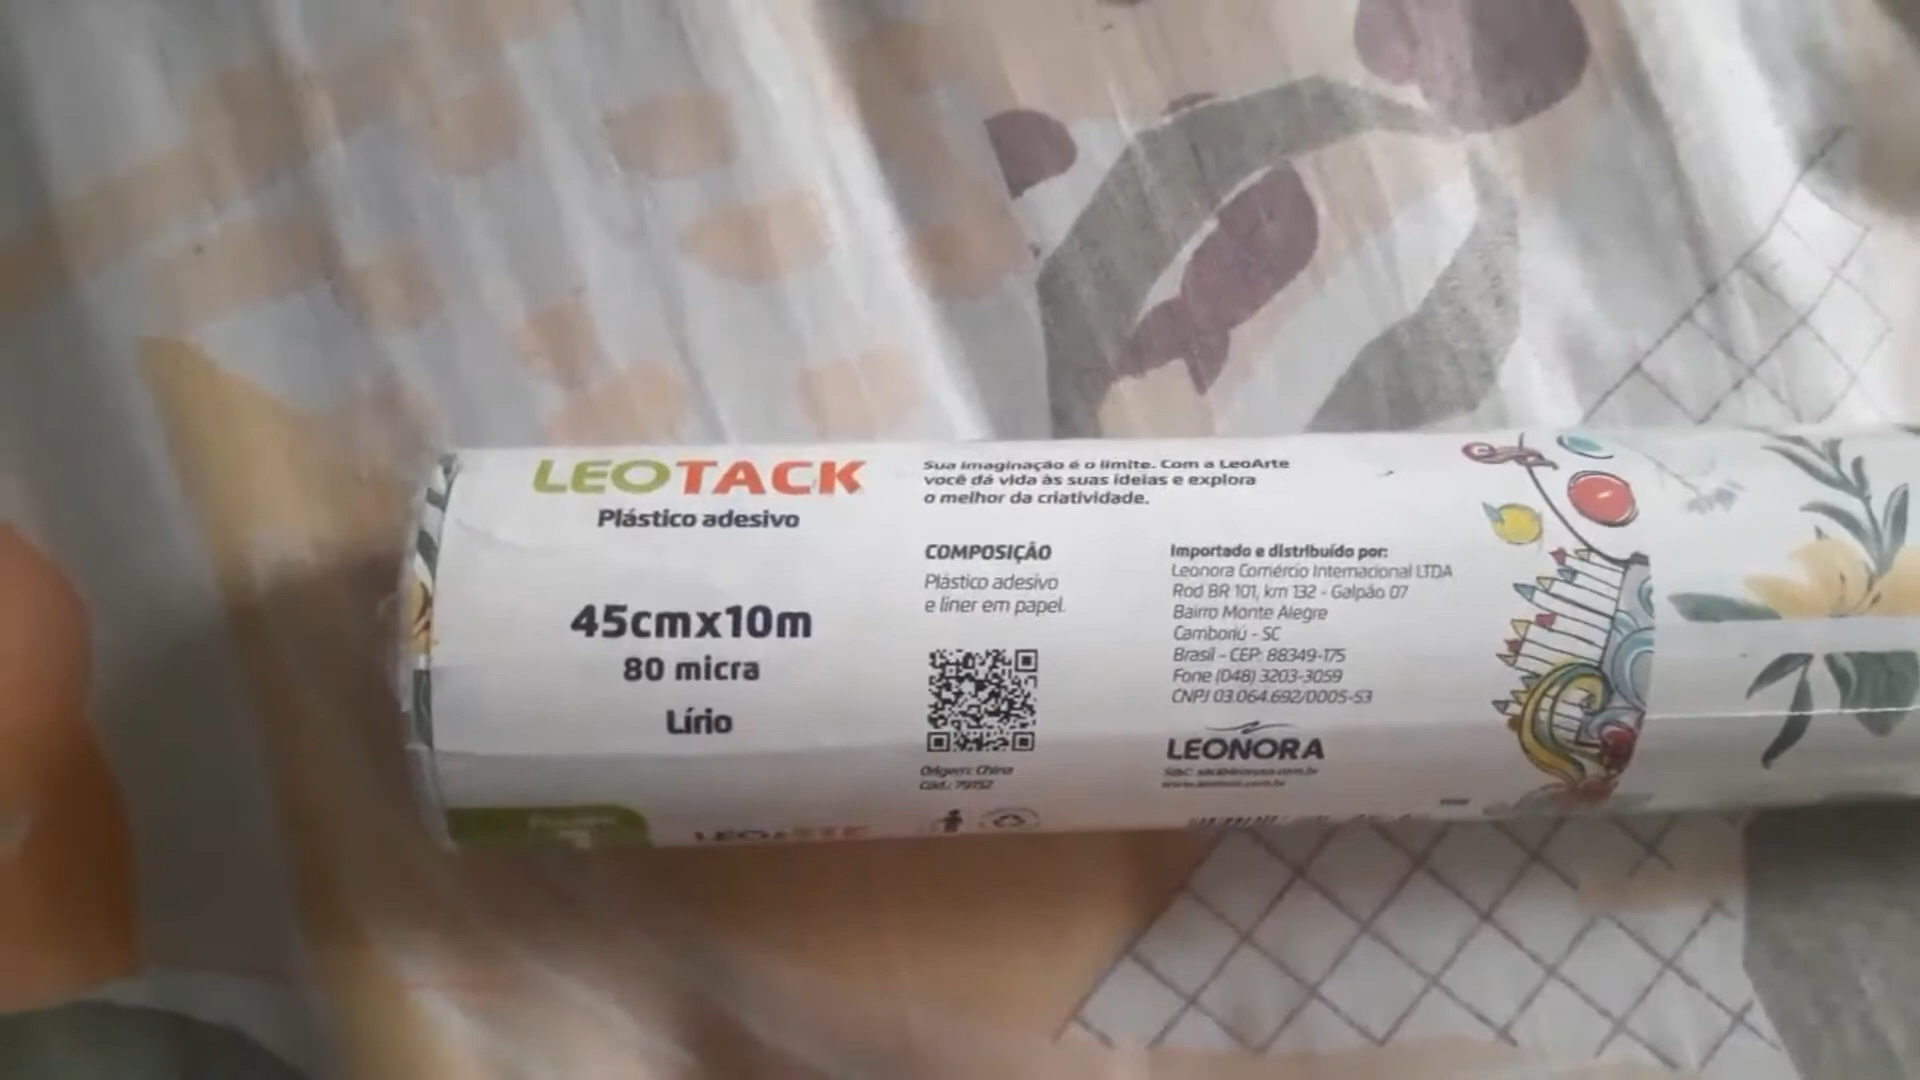 LEOTACK
Plástico adesivo
45cmx10m
80 micra
Lírio
Sua imaginação é o limite. Com a LeoArte
você dá vida às suas ideias e explora
o melhor da criatividade.
COMPOSIÇÃO
Plástico adesivo
e liner em papel.
Origem: China
Cód.: 79152
Importado e distribuído por:
Leonora Comércio Internacional LTDA
Rod BR 101, km 132 - Galpão 07
Bairro Monte Alegre
Camboriú - SC
Brasil - CEP: 88349-175
Fone (048) 3203-3059
CNPJ 03.064.692/0005-53
LEONORA